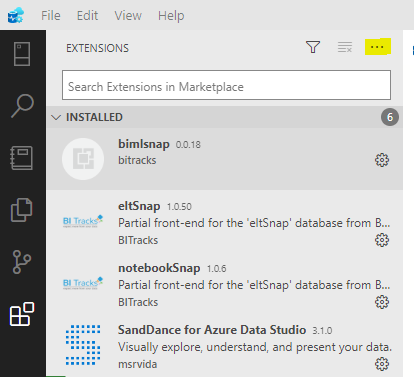 File Edit View Help
EXTENSIONS
Search Extensions in Marketplace
INSTALLED 6
bimlsnap 0.0.18
bitracks
eltSnap 1.0.50
BI Tracks
Partial front-end for the 'eltSnap' database from B...
BITracks
notebookSnap 1.0.6
BI Tracks
Partial front-end for the 'eltSnap' database from B...
BITracks
SandDance for Azure Data Studio 3.1.0
Visually explore, understand, and present your data.
msrvida